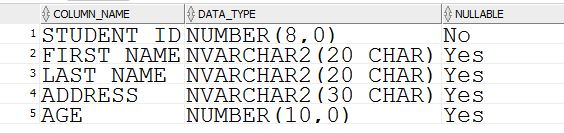 COLUMN_NAME DATA_TYPE NULLABLE
1 STUDENT ID NUMBER(8,0) No
2 FIRST NAME NVARCHAR2(20 CHAR) Yes
3 LAST NAME NVARCHAR2(20 CHAR) Yes
4 ADDRESS NVARCHAR2(30 CHAR) Yes
5 AGE NUMBER(10,0) Yes